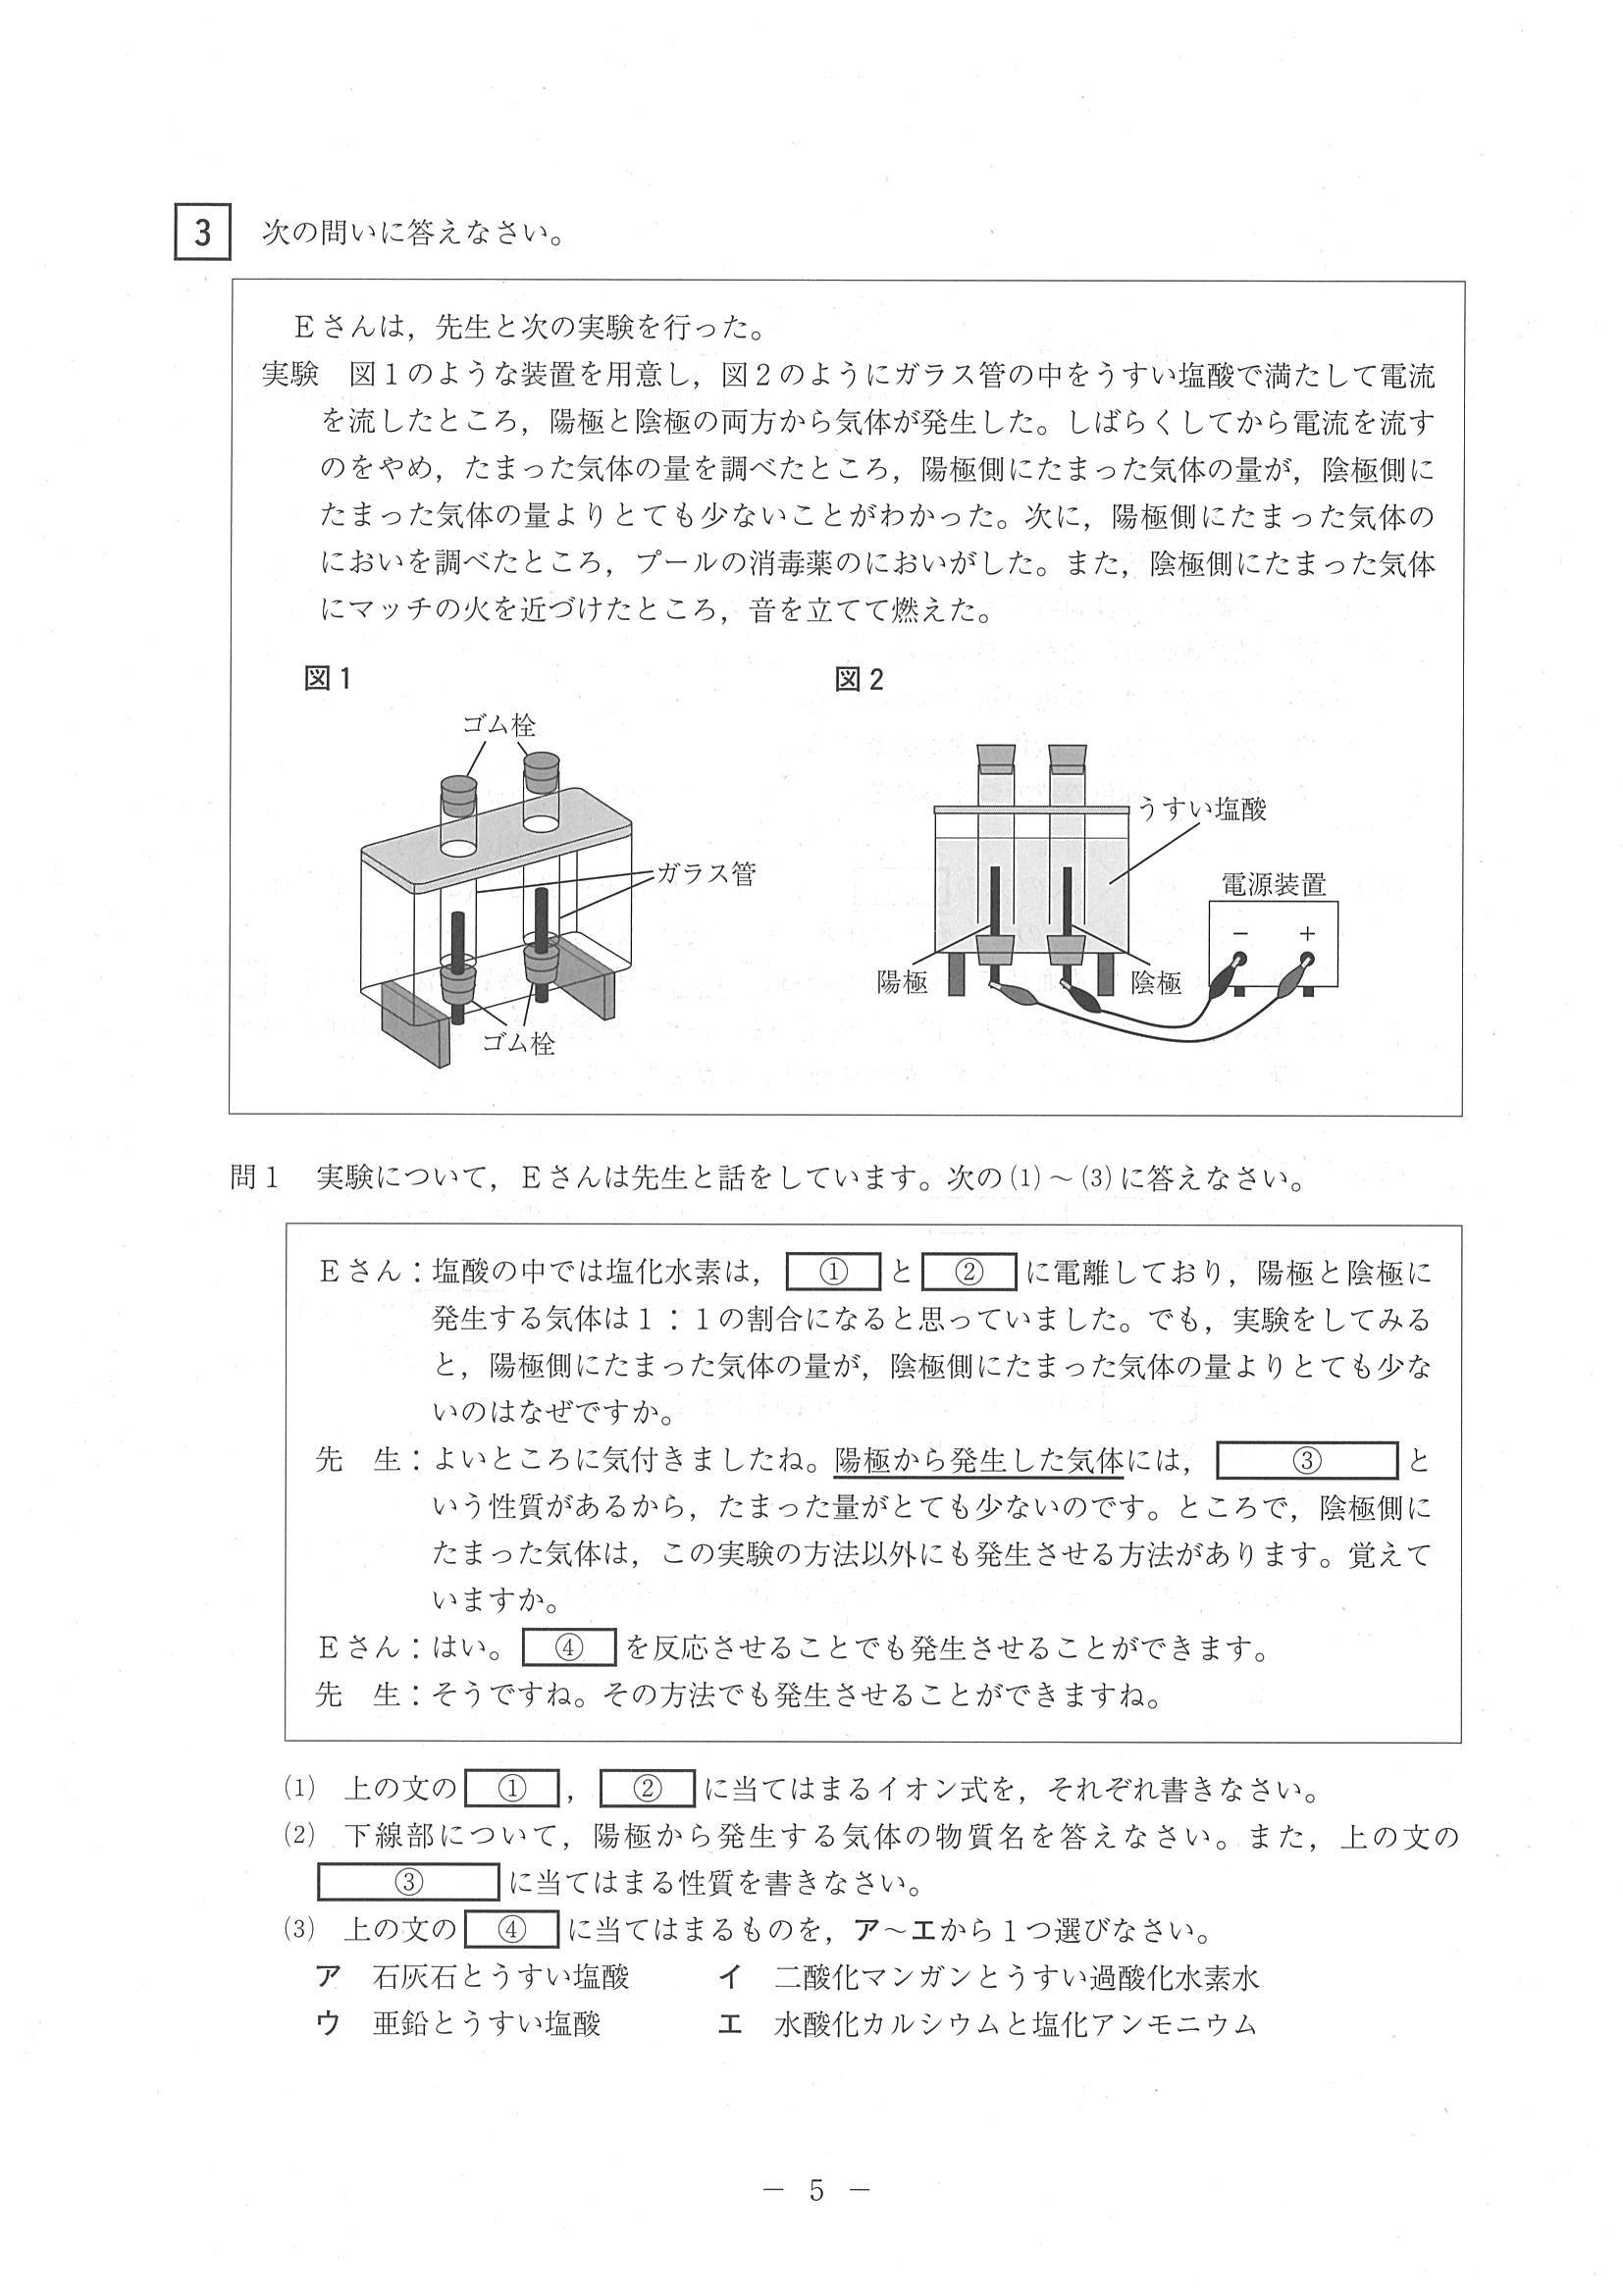 3 次の問いに答えなさい。
Ｅさんは，先生と次の実験を行った。
実験　図１のような装置を用意し，図２のようにガラス管の中をうすい塩酸で満たして電流
を流したところ，陽極と陰極の両方から気体が発生した。しばらくしてから電流を流す
のをやめ，たまった気体の量を調べたところ，陽極側にたまった気体の量が，陰極側に
たまった気体の量よりとても少ないことがわかった。次に，陽極側にたまった気体の
においを調べたところ，プールの消毒薬のにおいがした。また，陰極側にたまった気体
にマッチの火を近づけたところ，音を立てて燃えた。
図１
ゴム栓
ガラス管
ゴム栓
図２
うすい塩酸
電源装置
− ＋
陽極
陰極
問１　実験について，Ｅさんは先生と話をしています。次の⑴～⑶に答えなさい。
Ｅさん：塩酸の中では塩化水素は，①と②に電離しており，陽極と陰極に
発生する気体は１：１の割合になると思っていました。でも，実験をしてみる
と，陽極側にたまった気体の量が，陰極側にたまった気体の量よりとても少な
いのはなぜですか。
先　生：よいところに気付きましたね。陽極から発生した気体には，③と
いう性質があるから，たまった量がとても少ないのです。ところで，陰極側に
たまった気体は，この実験の方法以外にも発生させる方法があります。覚えて
いますか。
Ｅさん：はい。④を反応させることでも発生させることができます。
先　生：そうですね。その方法でも発生させることができますね。
⑴　上の文の①，②に当てはまるイオン式を，それぞれ書きなさい。
⑵　下線部について，陽極から発生する気体の物質名を答えなさい。また，上の文の
③に当てはまる性質を書きなさい。
⑶　上の文の④に当てはまるものを，ア～エから１つ選びなさい。
ア　石灰石とうすい塩酸　イ　二酸化マンガンとうすい過酸化水素水
ウ　亜鉛とうすい塩酸　エ　水酸化カルシウムと塩化アンモニウム
− 5 −